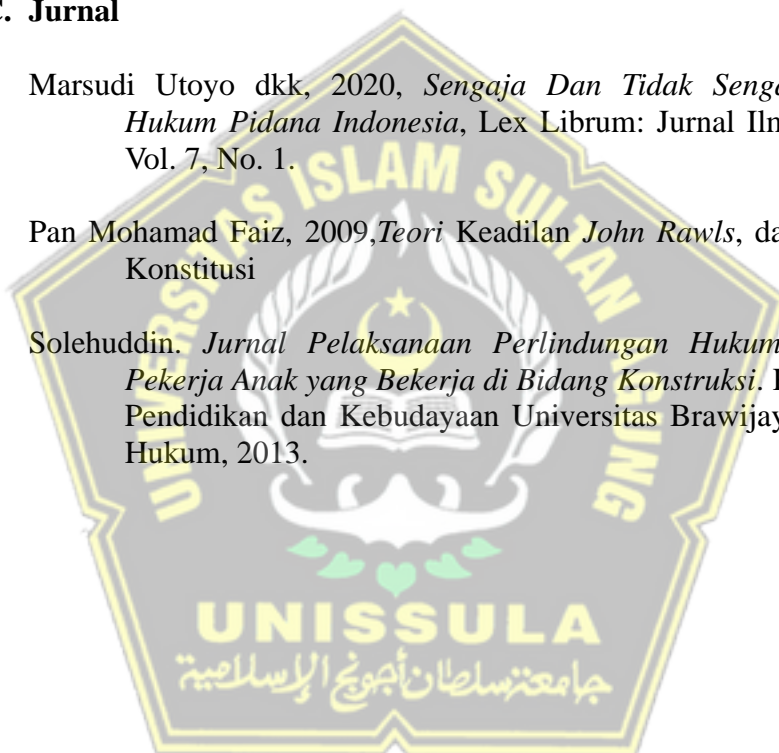 C. Jurnal
Marsudi Utoyo dkk, 2020, Sengaja Dan Tidak Senga
Hukum Pidana Indonesia, Lex Librum: Jurnal Iln
Vol. 7, No. 1.
Pan Mohamad Faiz, 2009,Teori Keadilan John Rawls, da
Konstitusi
Solehuddin. Jurnal Pelaksanaan Perlindungan Hukum
Pekerja Anak yang Bekerja di Bidang Konstruksi.
Pendidikan dan Kebudayaan Universitas Brawijay
Hukum, 2013.
UNIVERSITAS ISLAM SULTAN AGUNG
UNISSULA
جامعة سلطان أجونج الإسلامية